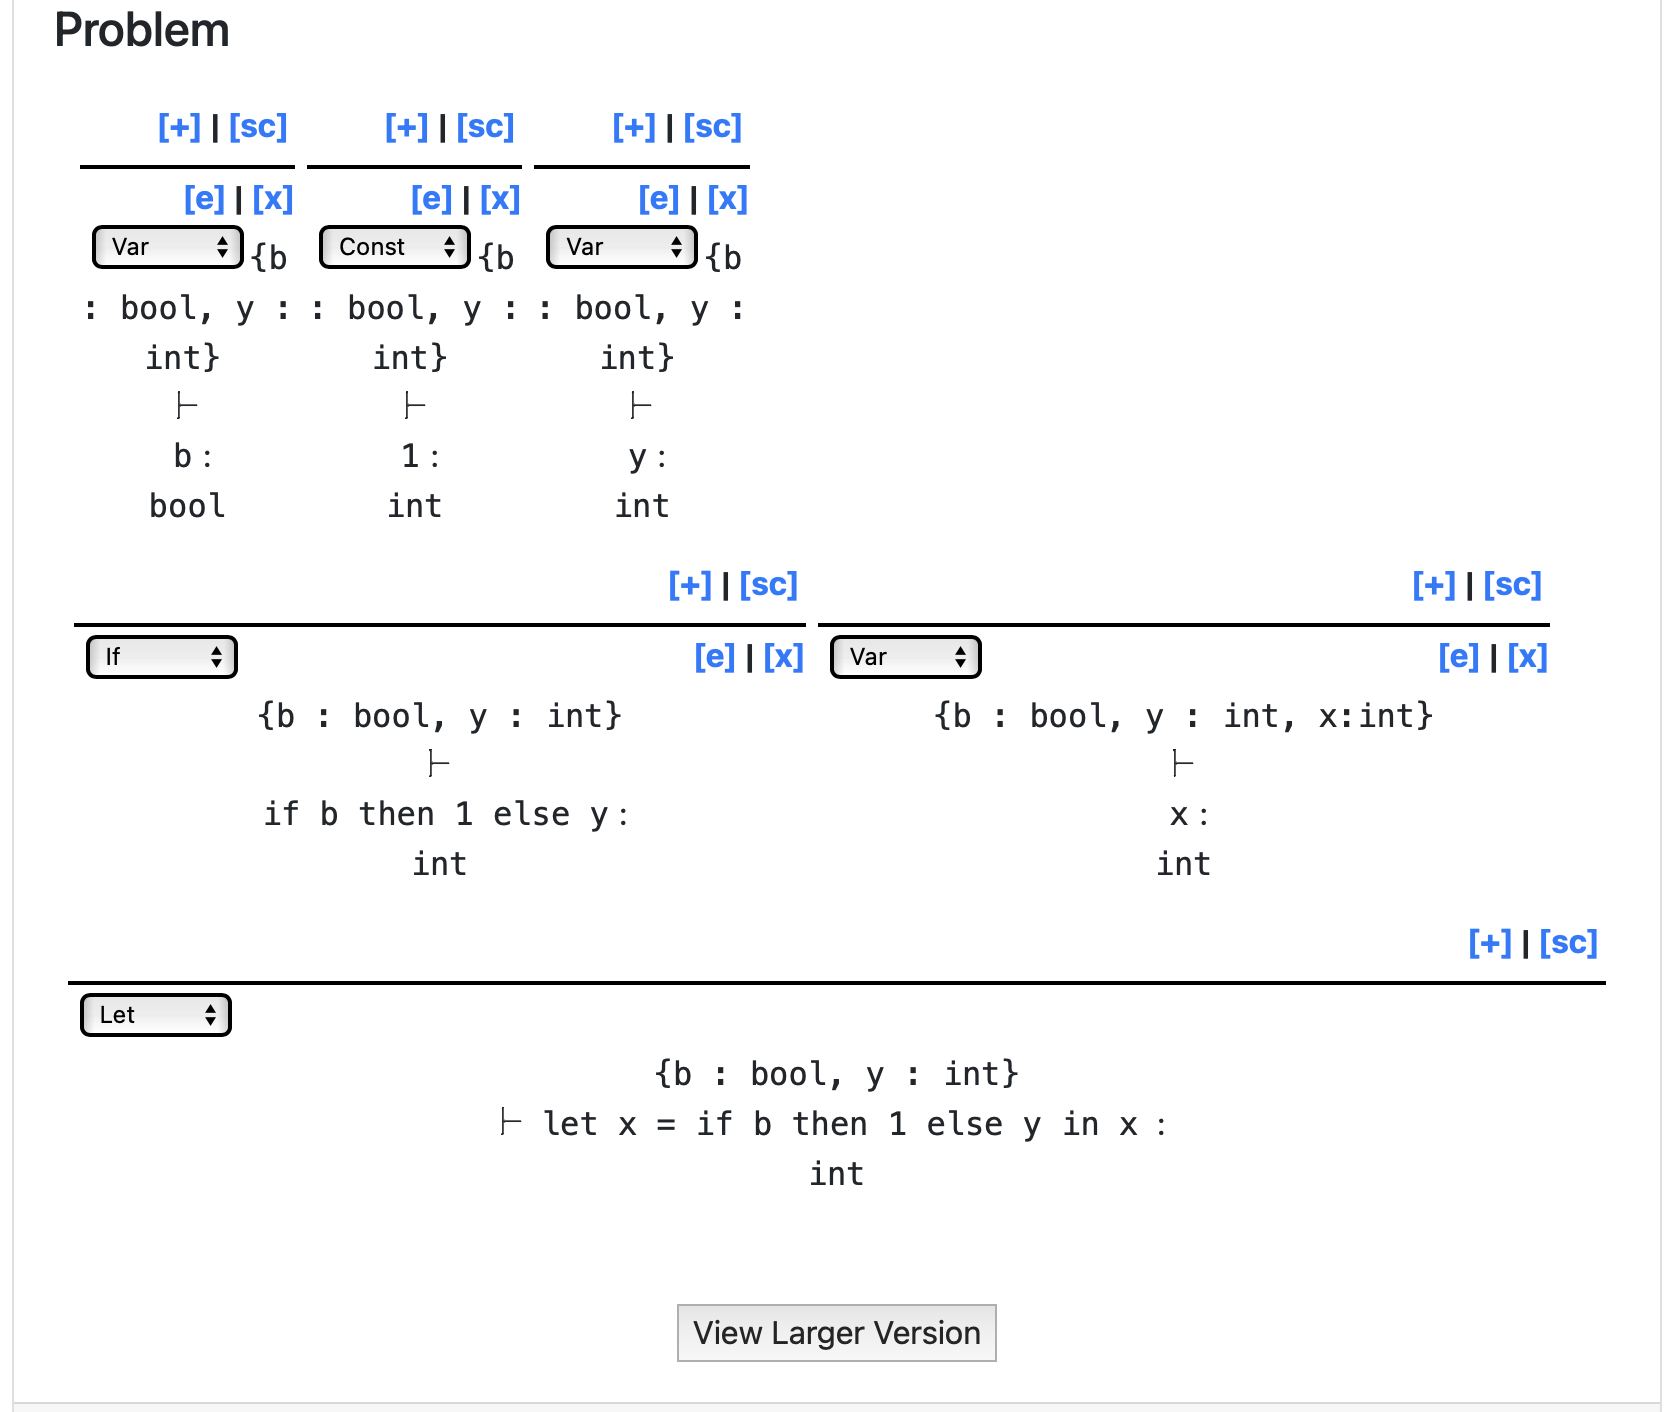 Problem
[+] | [sc] [+] | [sc] [+] | [sc]
[e] | [x] [e] | [x] [e] | [x]
Var {b Const {b Var {b
: bool, y : : bool, y : : bool, y :
int} int} int}
⊢ ⊢ ⊢
b : 1 : y :
bool int int
[+] | [sc] [+] | [sc]
If [e] | [x] Var [e] | [x]
{b : bool, y : int} {b : bool, y : int, x:int}
⊢ ⊢
if b then 1 else y : x :
int int
[+] | [sc]
Let
{b : bool, y : int}
⊢ let x = if b then 1 else y in x :
int
View Larger Version